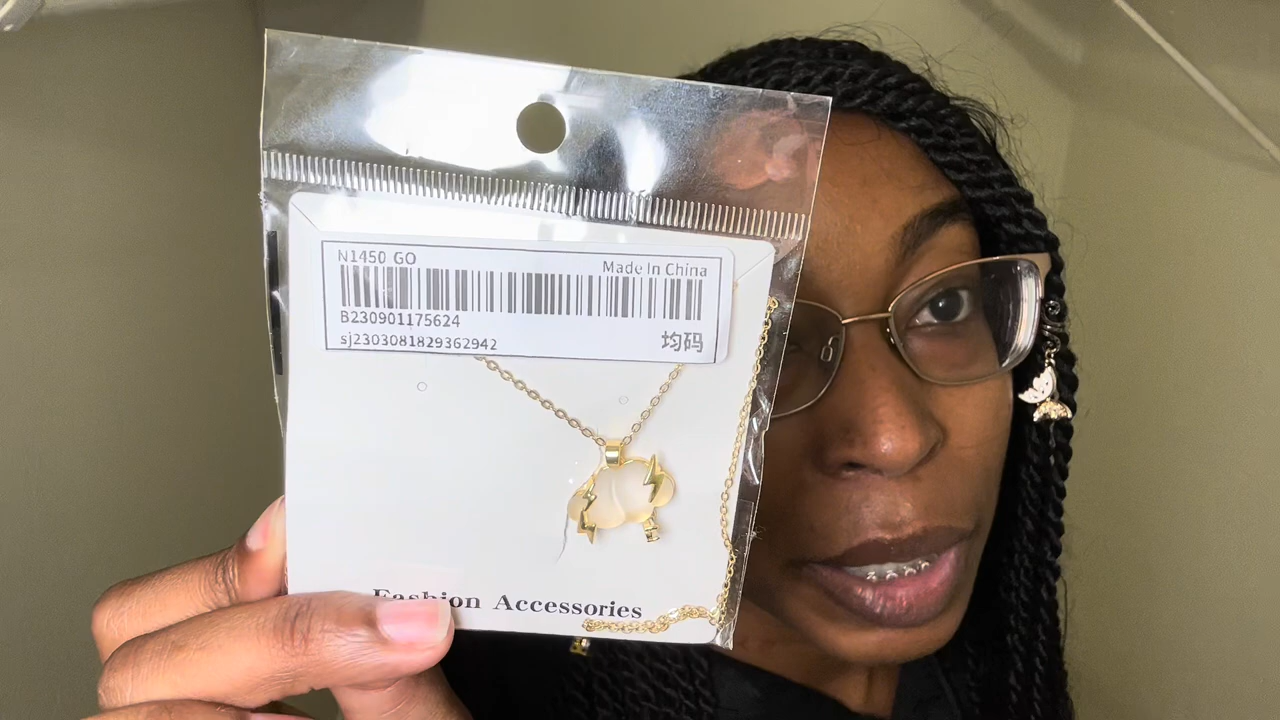 N1450 GO
Made In China
B230901175624
sj2303081829362942
均码
Fashion Accessories